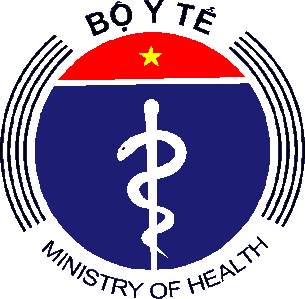 BỘ Y TẾ
MINISTRY OF HEALTH